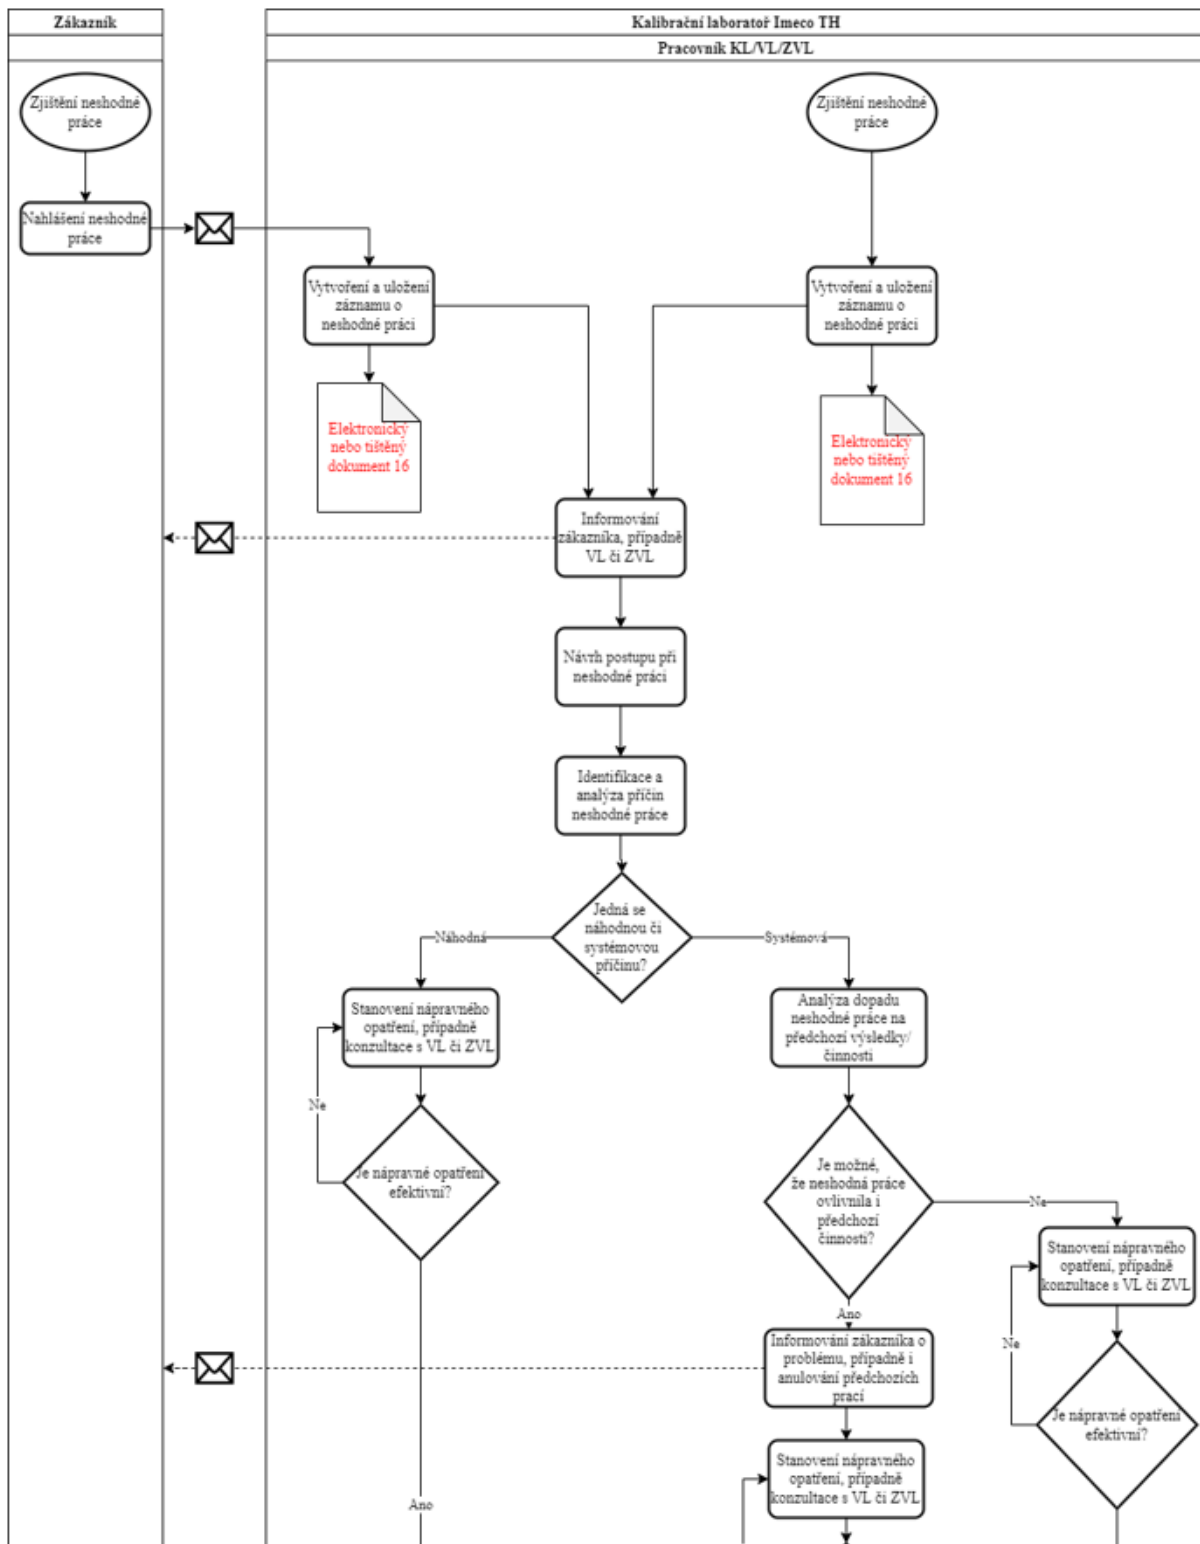 Zákazník
Kalibrační laboratoř Imeco TH
Pracovník KL/VL/ZVL
Zjištění neshodné
práce
Zjištění neshodné
práce
Nahlášení neshodné
práce
Vytvoření a uložení
záznamu o
neshodné práci
Vytvoření a uložení
záznamu o
neshodné práci
Elektronický
nebo tištěný
dokument 16
Elektronický
nebo tištěný
dokument 16
Informování
zákazníka, případně
VL či ZVL
Návrh postupu při
neshodné práci
Identifikace a
analýza příčin
neshodné práce
Jedná se
náhodnou či
systémovou
příčinu?
Náhodná
Systémová
Stanovení nápravného
opatření, případně
konzultace s VL či ZVL
Analýza dopadu
neshodné práce na
předchozí výsledky/
činnosti
Ne
Je nápravné opatření
efektivní?
Je možné,
že neshodná práce
ovlivnila i
předchozí
činnosti?
Ne
Stanovení nápravného
opatření, případně
konzultace s VL či ZVL
Ano
Informování zákazníka o
problému, případně i
anulování předchozích
prací
Ne
Je nápravné opatření
efektivní?
Stanovení nápravného
opatření, případně
konzultace s VL či ZVL
Ano